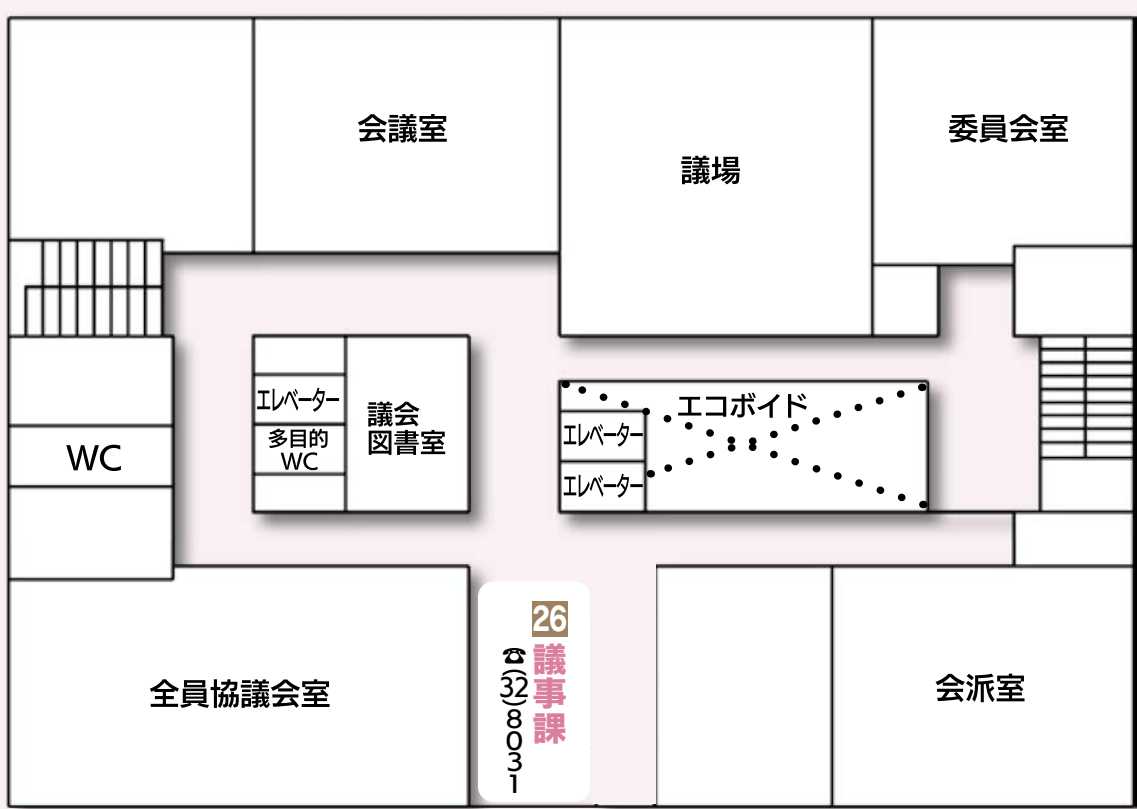 会議室
議場
委員会室
エレベーター
多目的
WC
議会
図書室
エコボイド
エレベーター
エレベーター
WC
全員協議会室
26
議事課
☎(32)8031
会派室